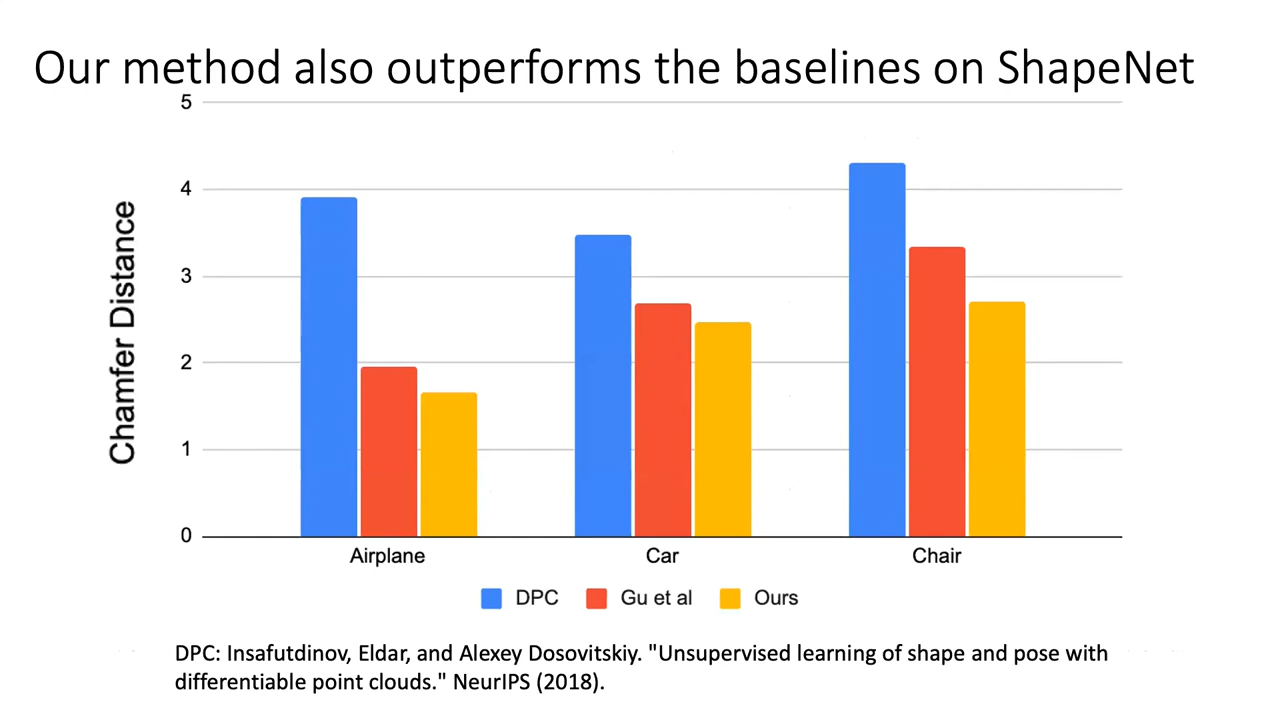 Our method also outperforms the baselines on ShapeNet
5
4
3
2
1
0
Chamfer Distance
Airplane Car Chair
DPC Gu et al Ours
DPC: Insafutdinov, Eldar, and Alexey Dosovitskiy. "Unsupervised learning of shape and pose with
differentiable point clouds." NeurIPS (2018).